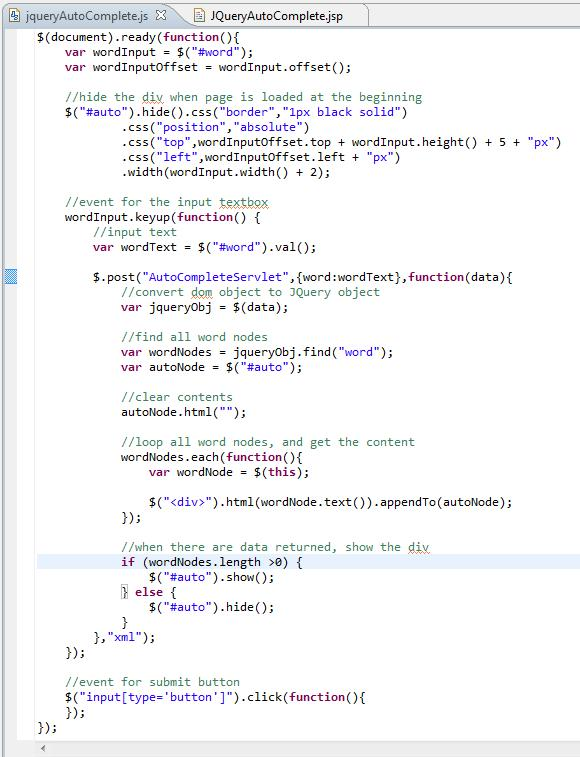 jqueryAutoComplete.js JQueryAutoComplete.jsp
$(document).ready(function(){
    var wordInput = $("#word");
    var wordInputOffset = wordInput.offset();

    //hide the div when page is loaded at the beginning
    $("#auto").hide().css("border","1px black solid")
            .css("position","absolute")
            .css("top",wordInputOffset.top + wordInput.height() + 5 + "px")
            .css("left",wordInputOffset.left + "px")
            .width(wordInput.width() + 2);

    //event for the input textbox
    wordInput.keyup(function() {
        //input text
        var wordText = $("#word").val();

        $.post("AutoCompleteServlet",{word:wordText},function(data){
            //convert dom object to JQuery object
            var jqueryObj = $(data);

            //find all word nodes
            var wordNodes = jqueryObj.find("word");
            var autoNode = $("#auto");

            //clear contents
            autoNode.html("");

            //loop all word nodes, and get the content
            wordNodes.each(function(){
                var wordNode = $(this);

                $("<div>").html(wordNode.text()).appendTo(autoNode);
            });

            //when there are data returned, show the div
            if (wordNodes.length >0) {
                $("#auto").show();
            } else {
                $("#auto").hide();
            }
        },"xml");
    });

    //event for submit button
    $("input[type='button']").click(function(){
    });
});